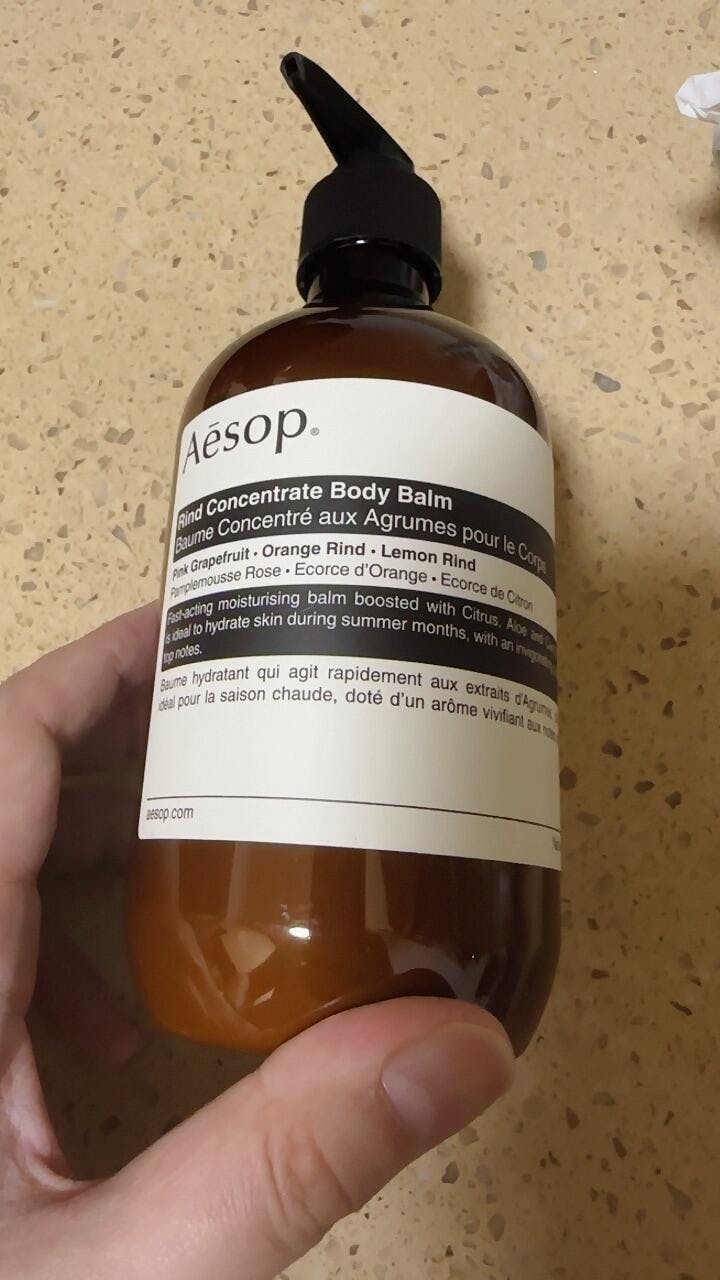 Aēsop®
Rind Concentrate Body Balm
Baume Concentré aux Agrumes pour le Corps
Pink Grapefruit · Orange Rind · Lemon Rind
Pamplemousse Rose · Ecorce d'Orange · Ecorce de Citron
Fast-acting moisturising balm boosted with Citrus, Aloe and
is ideal to hydrate skin during summer months, with an
top notes.
Baume hydratant qui agit rapidement aux extraits d'Agrumes,
idéal pour la saison chaude, doté d'un arôme vivifiant aux
aesop.com